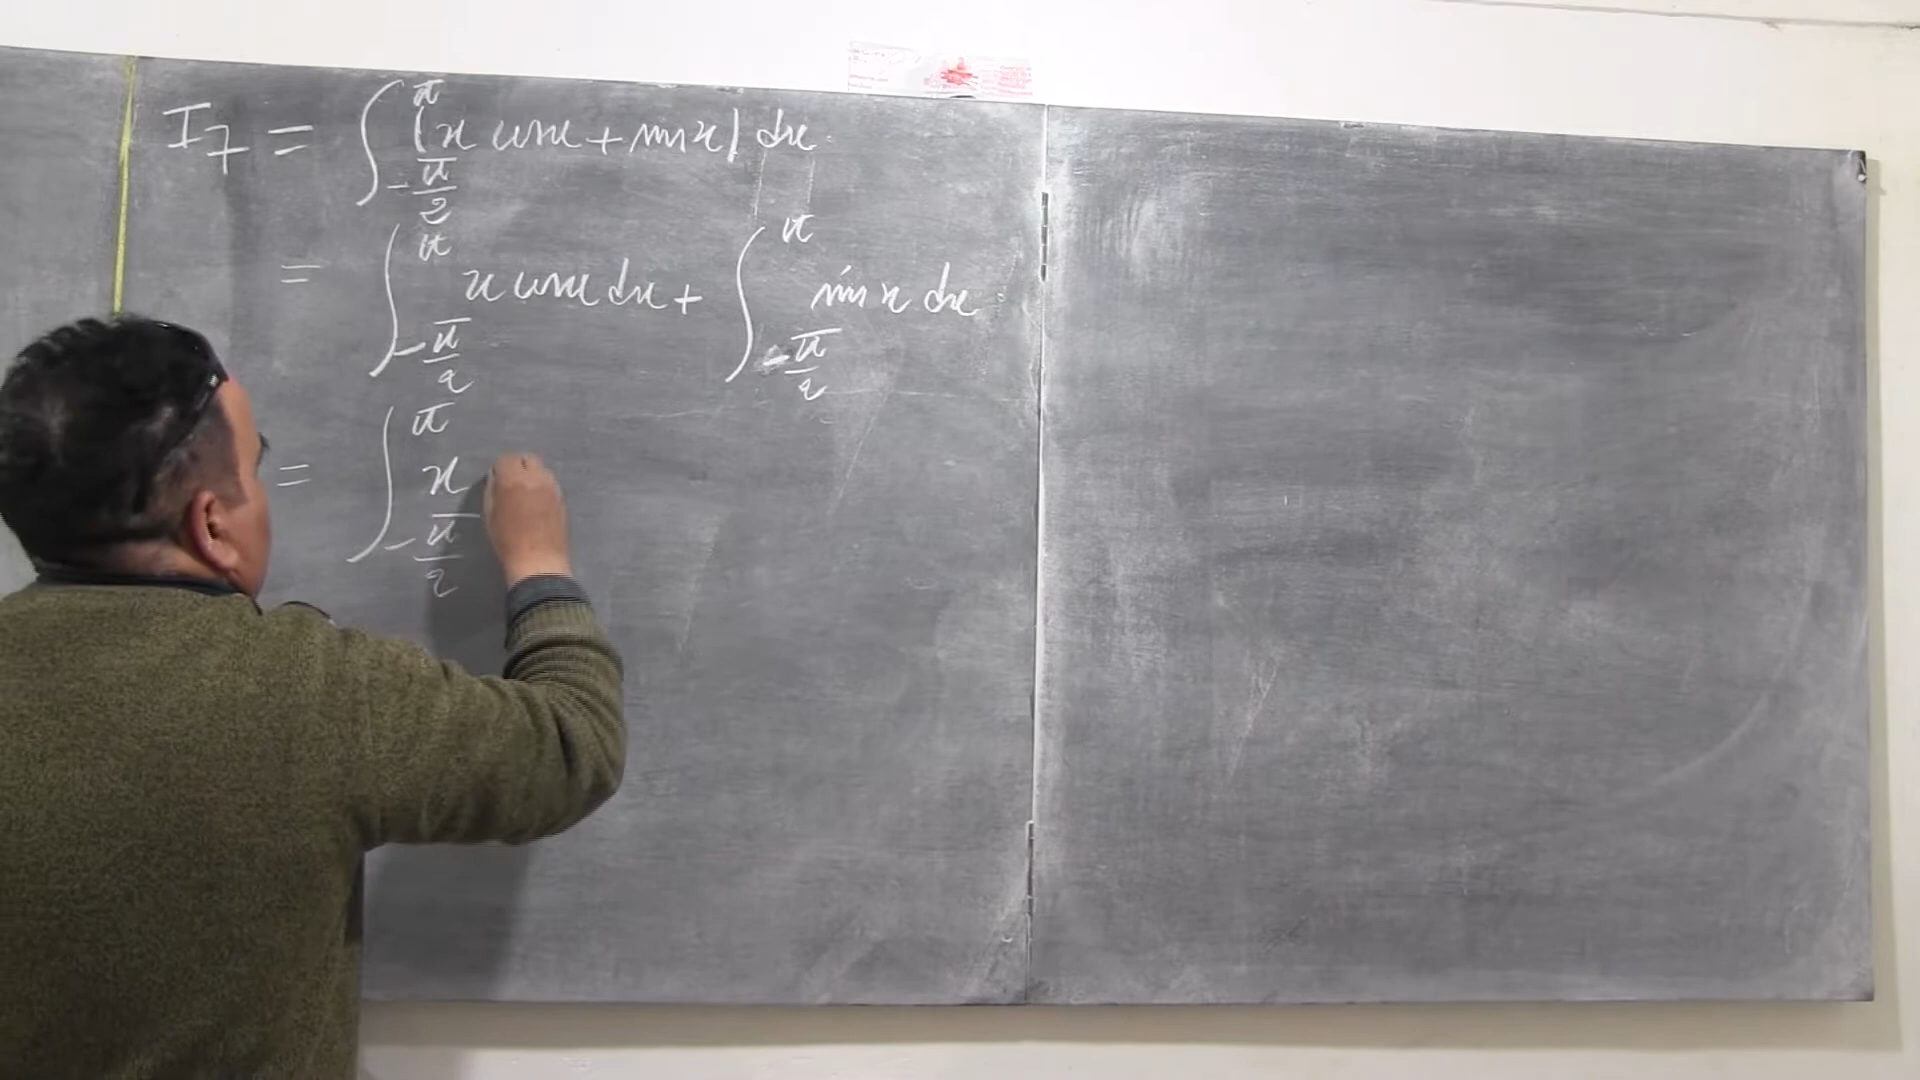 I₇ = ∫_{-π/2}^{π} (x cos x + sin x) dx
= ∫_{-π/2}^{π} x cos x dx + ∫_{-π/2}^{π} sin x dx
= ∫_{-π/2}^{π} x